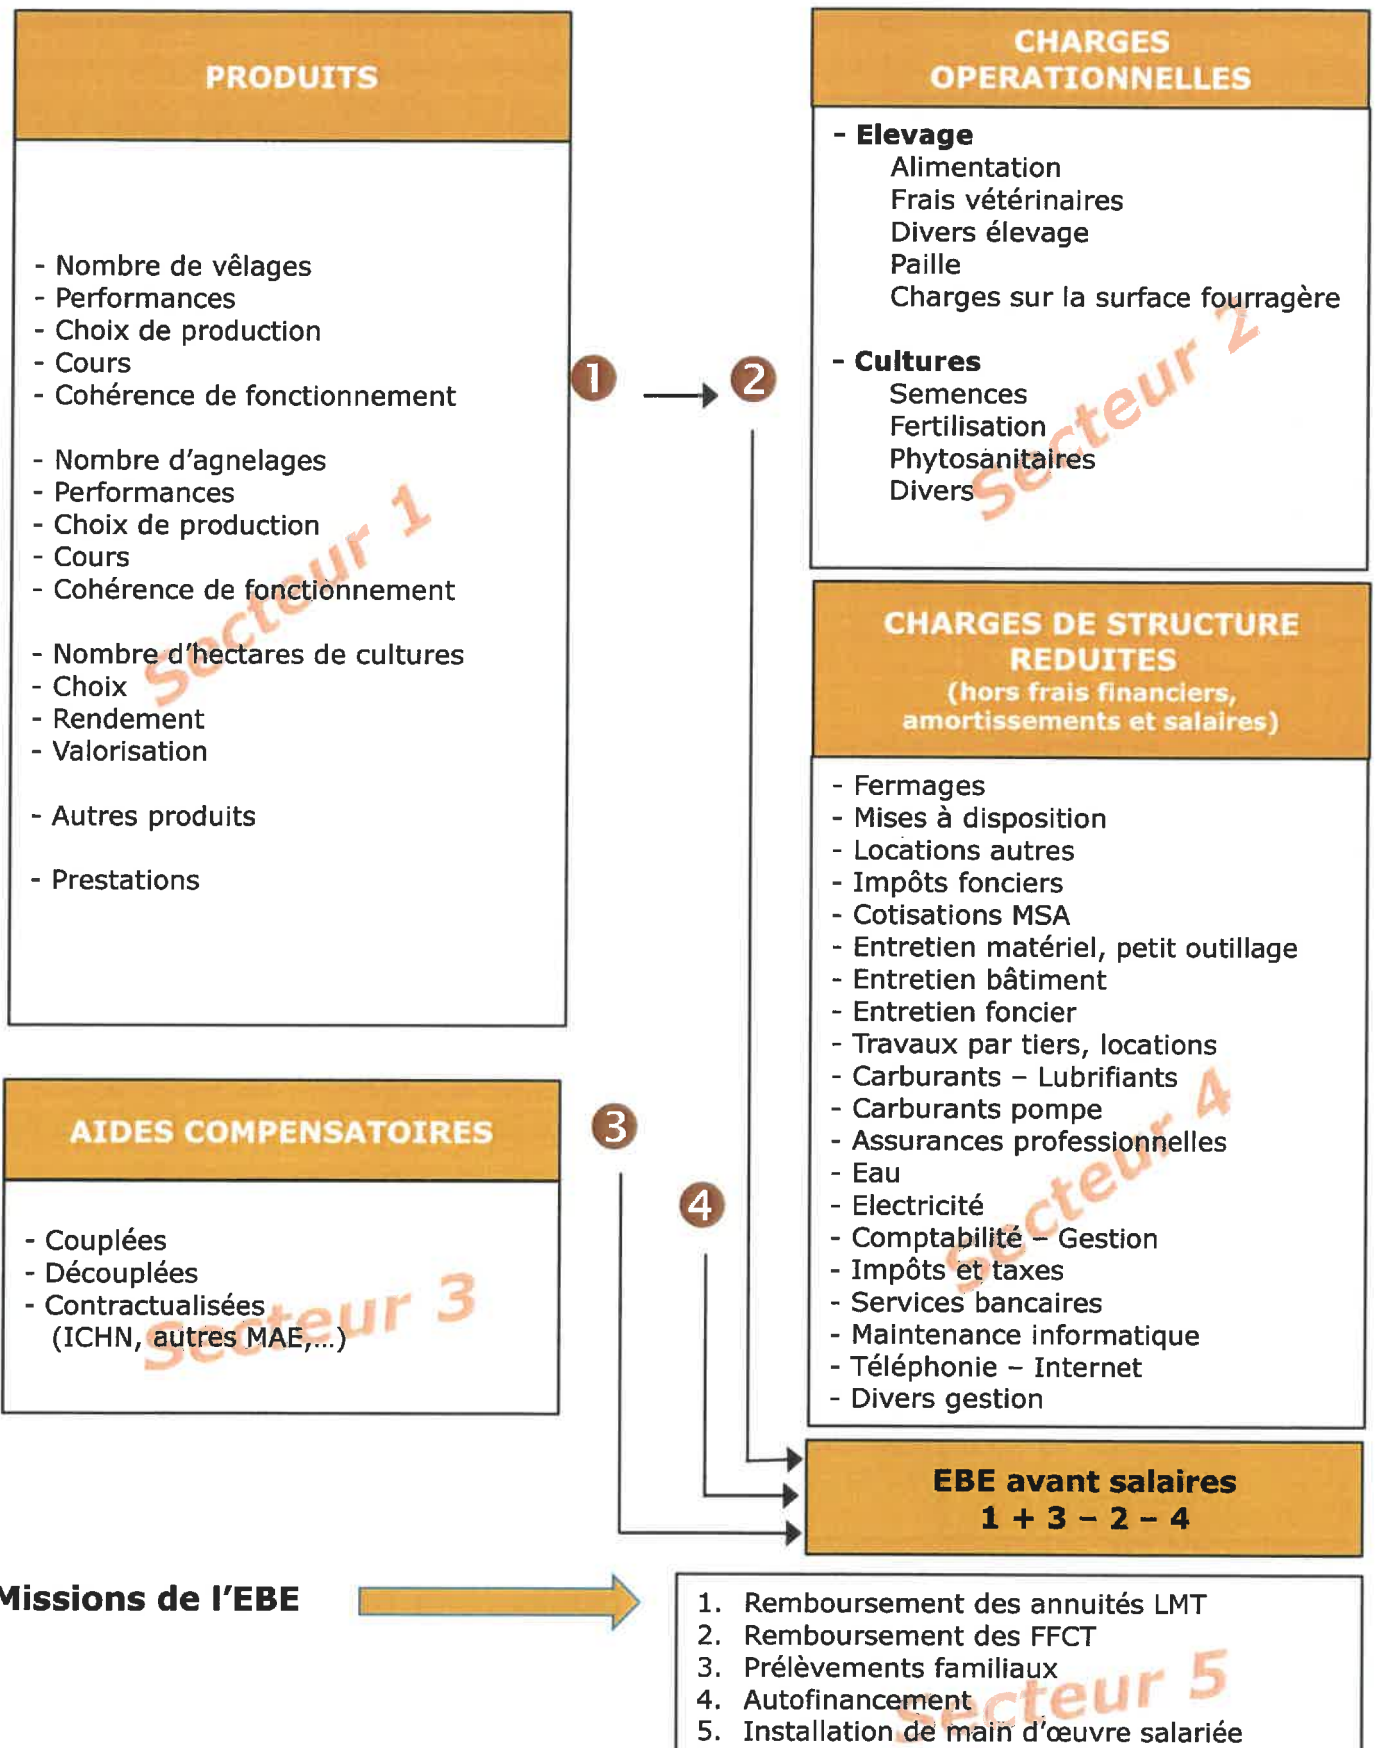 PRODUITS
- Nombre de vêlages
- Performances
- Choix de production
- Cours
- Cohérence de fonctionnement
- Nombre d'agnelages
- Performances
- Choix de production
- Cours
- Cohérence de fonctionnement
- Nombre d'hectares de cultures
- Choix
- Rendement
- Valorisation
- Autres produits
- Prestations
Secteur 1
1
2
CHARGES
OPERATIONNELLES
- Elevage
Alimentation
Frais vétérinaires
Divers élevage
Paille
Charges sur la surface fourragère
- Cultures
Semences
Fertilisation
Phytosanitaires
Divers
Secteur 2
CHARGES DE STRUCTURE
REDUITES
(hors frais financiers,
amortissements et salaires)
- Fermages
- Mises à disposition
- Locations autres
- Impôts fonciers
- Cotisations MSA
- Entretien matériel, petit outillage
- Entretien bâtiment
- Entretien foncier
- Travaux par tiers, locations
- Carburants – Lubrifiants
- Carburants pompe
- Assurances professionnelles
- Eau
- Electricité
- Comptabilité – Gestion
- Impôts et taxes
- Services bancaires
- Maintenance informatique
- Téléphonie – Internet
- Divers gestion
Secteur 4
AIDES COMPENSATOIRES
- Couplées
- Découplées
- Contractualisées
(ICHN, autres MAE,...)
Secteur 3
3
4
EBE avant salaires
1 + 3 – 2 – 4
Missions de l'EBE
1. Remboursement des annuités LMT
2. Remboursement des FFCT
3. Prélèvements familiaux
4. Autofinancement
5. Installation de main d'œuvre salariée
Secteur 5